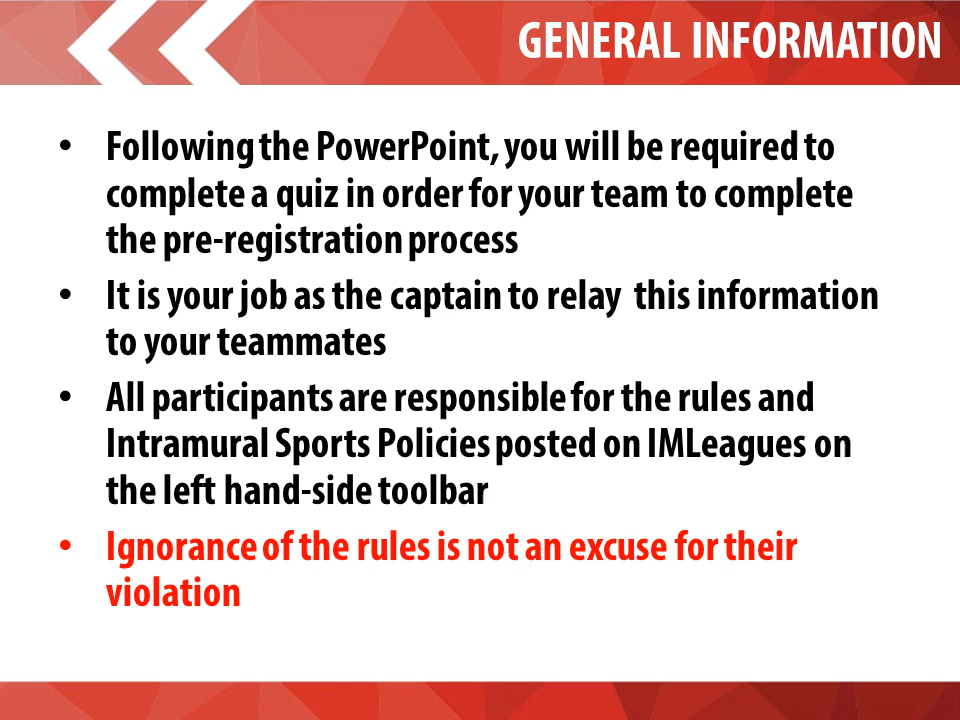 GENERAL INFORMATION
• Following the PowerPoint, you will be required to
complete a quiz in order for your team to complete
the pre-registration process
• It is your job as the captain to relay  this information
to your teammates
• All participants are responsible for the rules and
Intramural Sports Policies posted on IMLeagues on
the left hand-side toolbar
• Ignorance of the rules is not an excuse for their
violation